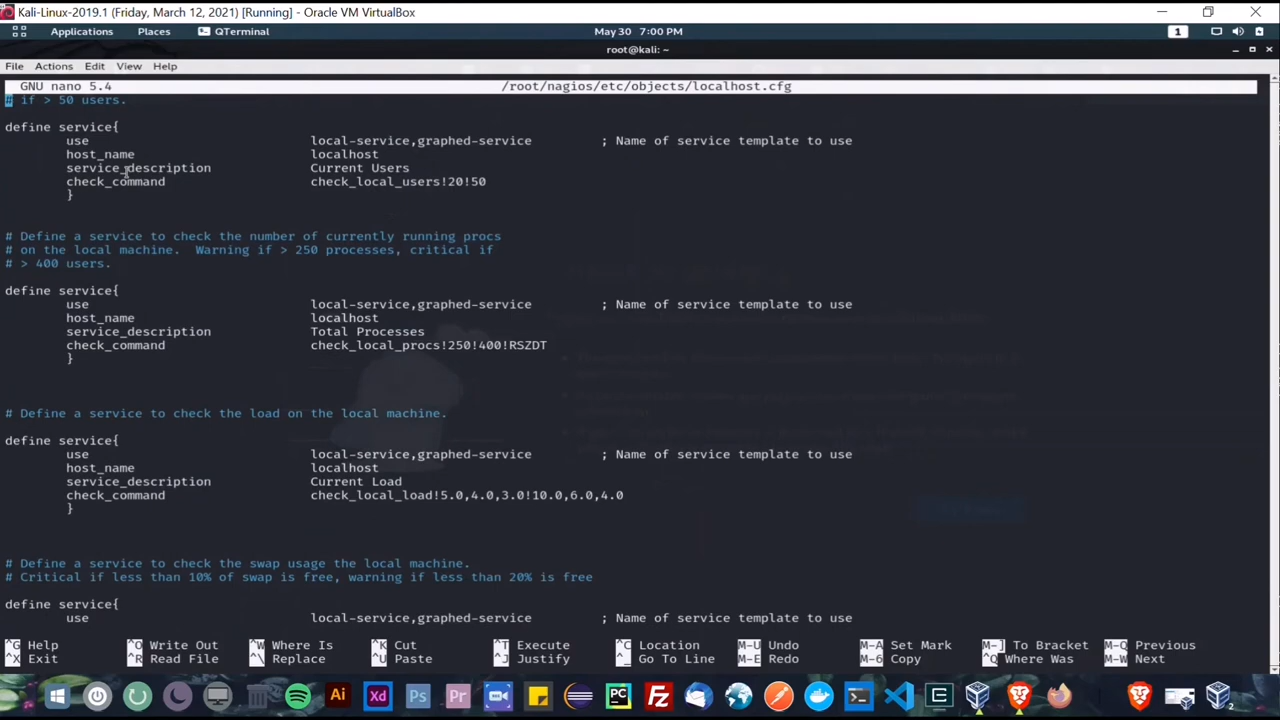 Kali-Linux-2019.1 (Friday, March 12, 2021) [Running] - Oracle VM VirtualBox
Applications Places QTerminal May 30 7:00 PM 1
root@kali: ~
File Actions Edit View Help
GNU nano 5.4 /root/nagios/etc/objects/localhost.cfg
# if > 50 users.
define service{
use local-service,graphed-service ; Name of service template to use
host_name localhost
service_description Current Users
check_command check_local_users!20!50
}
# Define a service to check the number of currently running procs
# on the local machine. Warning if > 250 processes, critical if
# > 400 users.
define service{
use local-service,graphed-service ; Name of service template to use
host_name localhost
service_description Total Processes
check_command check_local_procs!250!400!RSZDT
}
# Define a service to check the load on the local machine.
define service{
use local-service,graphed-service ; Name of service template to use
host_name localhost
service_description Current Load
check_command check_local_load!5.0,4.0,3.0!10.0,6.0,4.0
}
# Define a service to check the swap usage the local machine.
# Critical if less than 10% of swap is free, warning if less than 20% is free
define service{
use local-service,graphed-service ; Name of service template to use
^G Help ^O Write Out ^W Where Is ^K Cut ^T Execute ^C Location M-U Undo M-A Set Mark M-] To Bracket M-Q Previous
^X Exit ^R Read File ^\ Replace ^U Paste ^J Justify ^_ Go To Line M-E Redo M-6 Copy ^Q Where Was M-W Next
Ai Xd Ps Pr PC Fz E 2